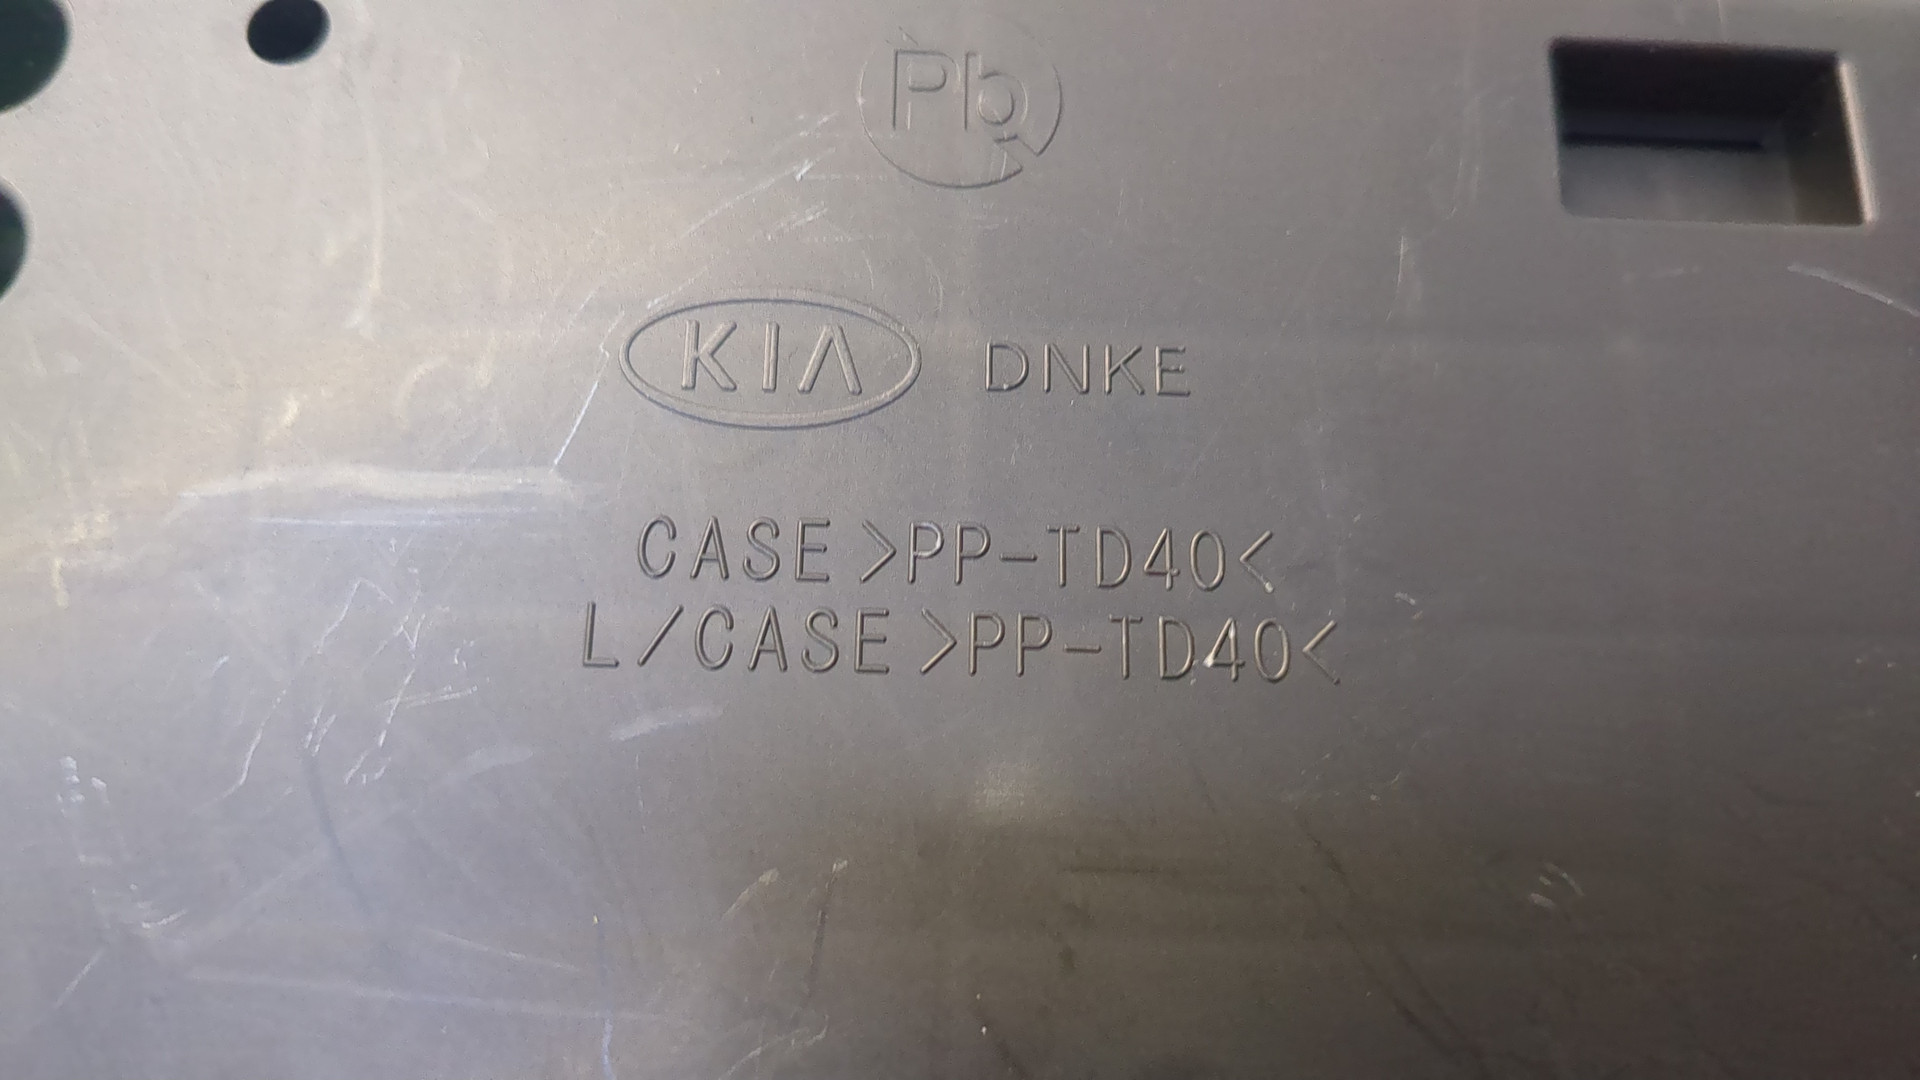 Pb
KIA DNKE
CASE >PP-TD40<
L/CASE >PP-TD40<